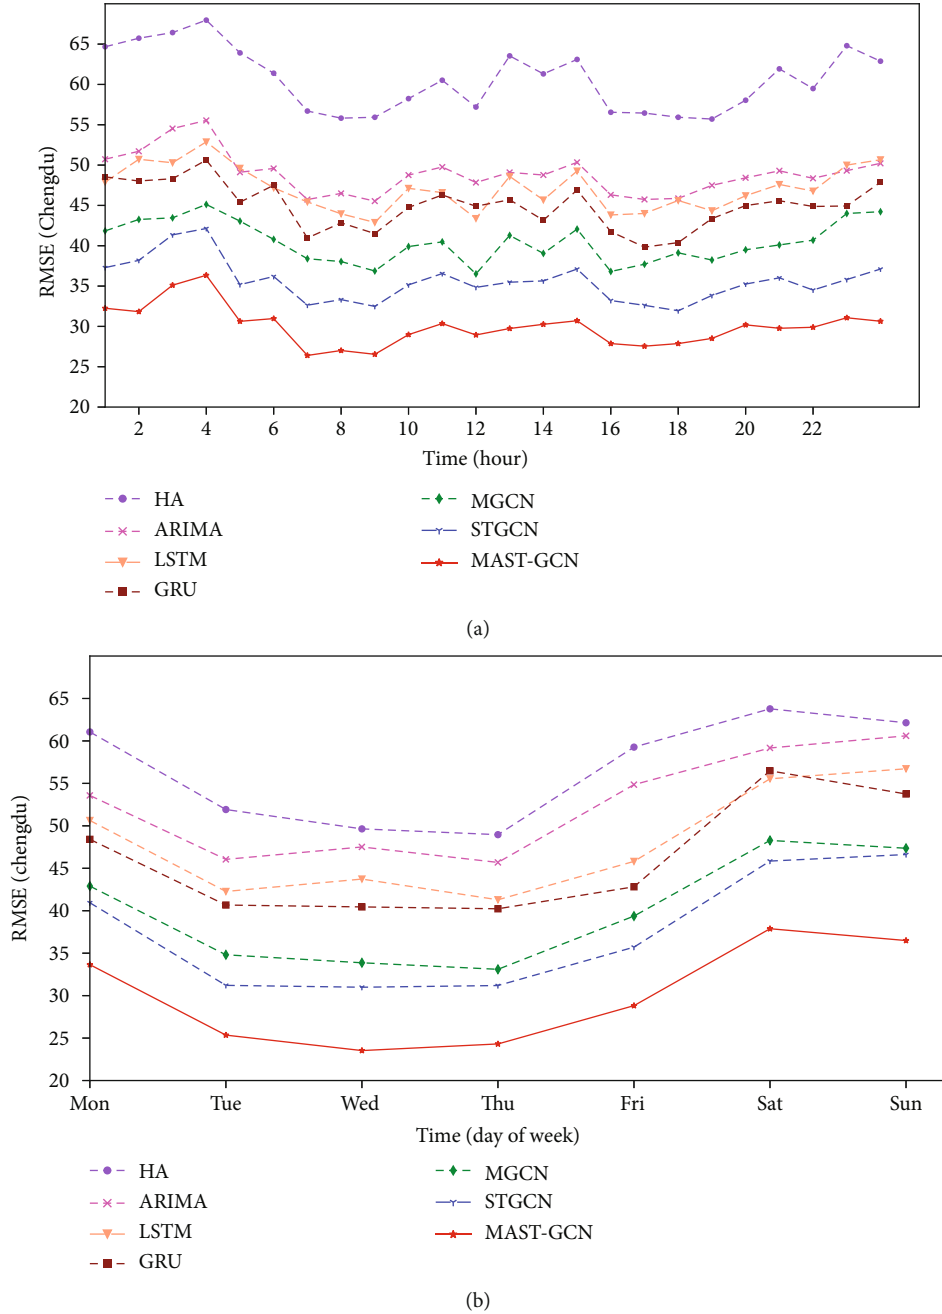 65
60
55
50
45
40
35
30
25
20
RMSE (Chengdu)
2 4 6 8 10 12 14 16 18 20 22
Time (hour)
HA
ARIMA
LSTM
GRU
MGCN
STGCN
MAST-GCN
(a)
65
60
55
50
45
40
35
30
25
20
RMSE (chengdu)
Mon Tue Wed Thu Fri Sat Sun
Time (day of week)
HA
ARIMA
LSTM
GRU
MGCN
STGCN
MAST-GCN
(b)